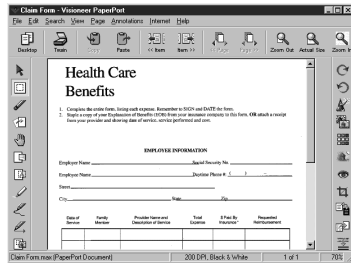 Claim Form - Visioneer PaperPort
File Edit Search View Page Annotations Internet Help
Desktop Trash Copy Paste << Item Item >> << Page Page >> Zoom Out Actual Size Zoom In
Health Care
Benefits
1. Complete the entire form, listing each expense. Remember to SIGN and DATE the form.
2. Staple a copy of your Explanation of Benefits (EOB) from your insurance company to this form, OR attach a receipt
from your provider and showing date of service, service performed and cost.
EMPLOYEE INFORMATION
Employee Name Social Security No.
Employee Name Daytime Phone # ( ) -
Street
City State Zip
Date of Service Family Member Provider Name and Description of Service Total Expense $ Paid By Insurance Requested Reimbursement
Claim Form.max (PaperPort Document) 200 DPI, Black & White 1 of 1 70%